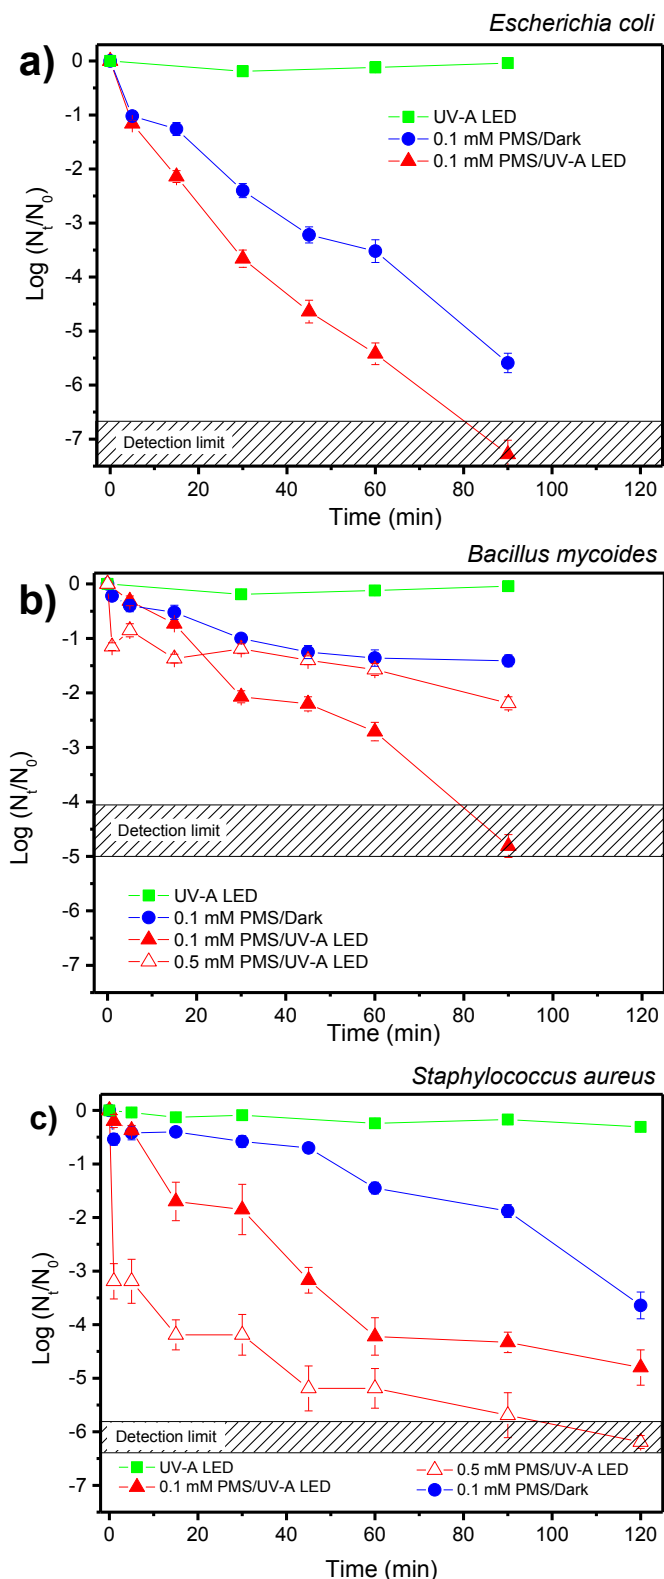 Escherichia coli
a)
0
-1
-2
-3
-4
-5
-6
-7
Log (Nt/N0)
UV-A LED
0.1 mM PMS/Dark
0.1 mM PMS/UV-A LED
Detection limit
0 20 40 60 80 100 120
Time (min)
Bacillus mycoides
b)
0
-1
-2
-3
-4
-5
-6
-7
Log (Nt/N0)
Detection limit
UV-A LED
0.1 mM PMS/Dark
0.1 mM PMS/UV-A LED
0.5 mM PMS/UV-A LED
0 20 40 60 80 100 120
Time (min)
Staphylococcus aureus
c)
0
-1
-2
-3
-4
-5
-6
-7
Log (Nt/N0)
Detection limit
UV-A LED 0.5 mM PMS/UV-A LED
0.1 mM PMS/UV-A LED 0.1 mM PMS/Dark
0 20 40 60 80 100 120
Time (min)